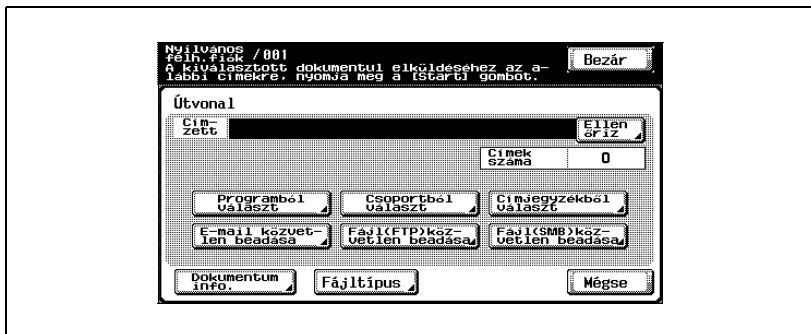 Nyilvános
felh.fiók /001
A kiválasztott dokumentul elküldéséhez az a-
lábbi címekre, nyomja meg a [Start] gombot.
Bezár
Útvonal
Cím-
zett
Ellen
őriz
Címek
száma
0
Programból
választ
Csoportból
választ
Címjegyzékből
választ
E-mail közvet-
len beadása
Fájl(FTP)köz-
vetlen beadása
Fájl(SMB)köz-
vetlen beadása
Dokumentum
info.
Fájltípus
Mégse